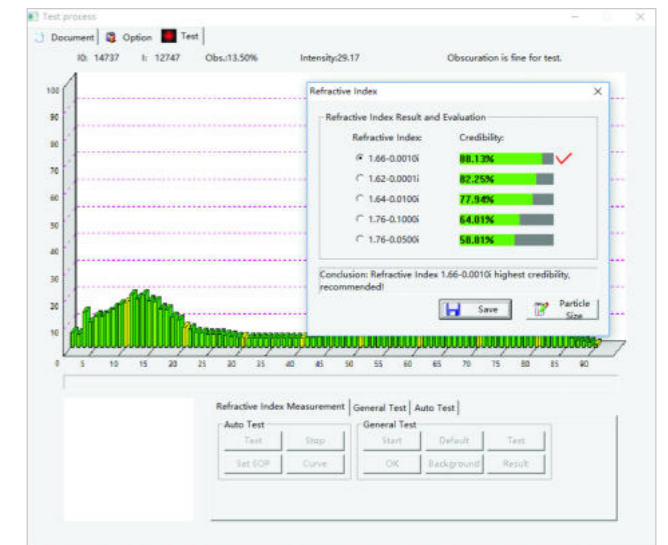 Test process
Document Option Test
I0: 14737 I: 12747 Obs.:13.50% Intensity:29.17 Obscuration is fine for test.
Refractive Index
Refractive Index Result and Evaluation
Refractive Index: Credibility:
1.66-0.0010i 88.13%
1.62-0.0001i 82.25%
1.64-0.0100i 77.94%
1.76-0.1000i 64.01%
1.76-0.0500i 58.81%
Conclusion: Refractive Index 1.66-0.0010i highest credibility,
recommended!
Save Particle
Size
100
90
80
70
60
50
40
30
20
10
0 5 10 15 20 25 30 35 40 45 50 55 60 65 70 75 80 85 90
Refractive Index Measurement General Test Auto Test
Auto Test General Test
Test Stop Start Default Test
Set SOP Curve OK Background Result